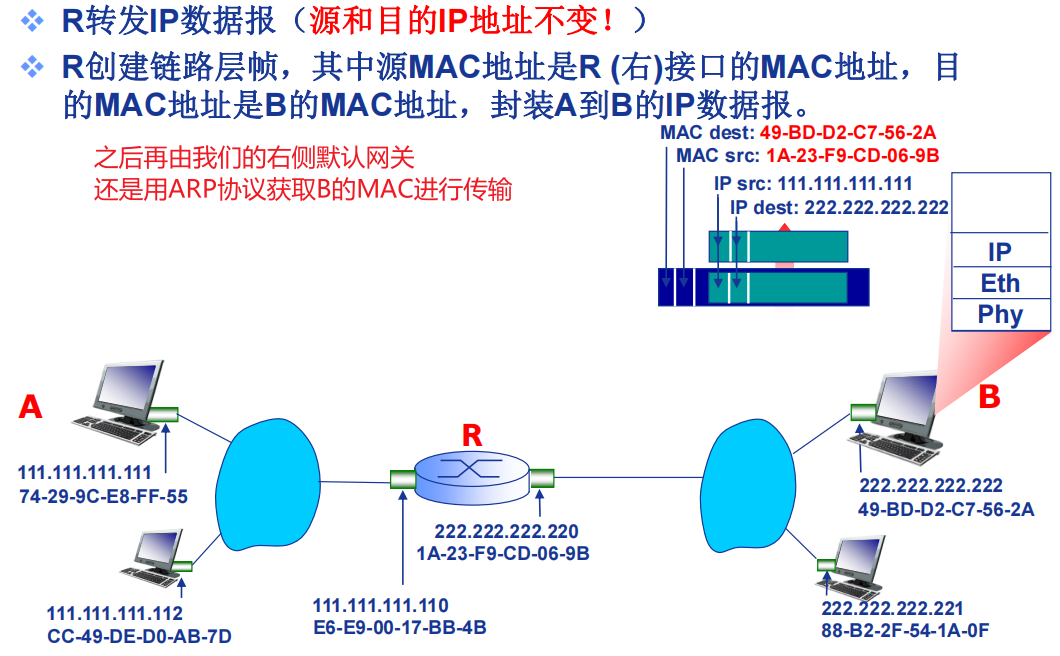 R转发IP数据报（源和目的IP地址不变！）
R创建链路层帧，其中源MAC地址是R (右)接口的MAC地址，目
的MAC地址是B的MAC地址，封装A到B的IP数据报。
之后再由我们的右侧默认网关
还是用ARP协议获取B的MAC进行传输
MAC dest: 49-BD-D2-C7-56-2A
MAC src: 1A-23-F9-CD-06-9B
IP src: 111.111.111.111
IP dest: 222.222.222.222
IP
Eth
Phy
A
B
R
111.111.111.111
74-29-9C-E8-FF-55
222.222.222.222
49-BD-D2-C7-56-2A
222.222.222.220
1A-23-F9-CD-06-9B
111.111.111.112
CC-49-DE-D0-AB-7D
111.111.111.110
E6-E9-00-17-BB-4B
222.222.222.221
88-B2-2F-54-1A-0F